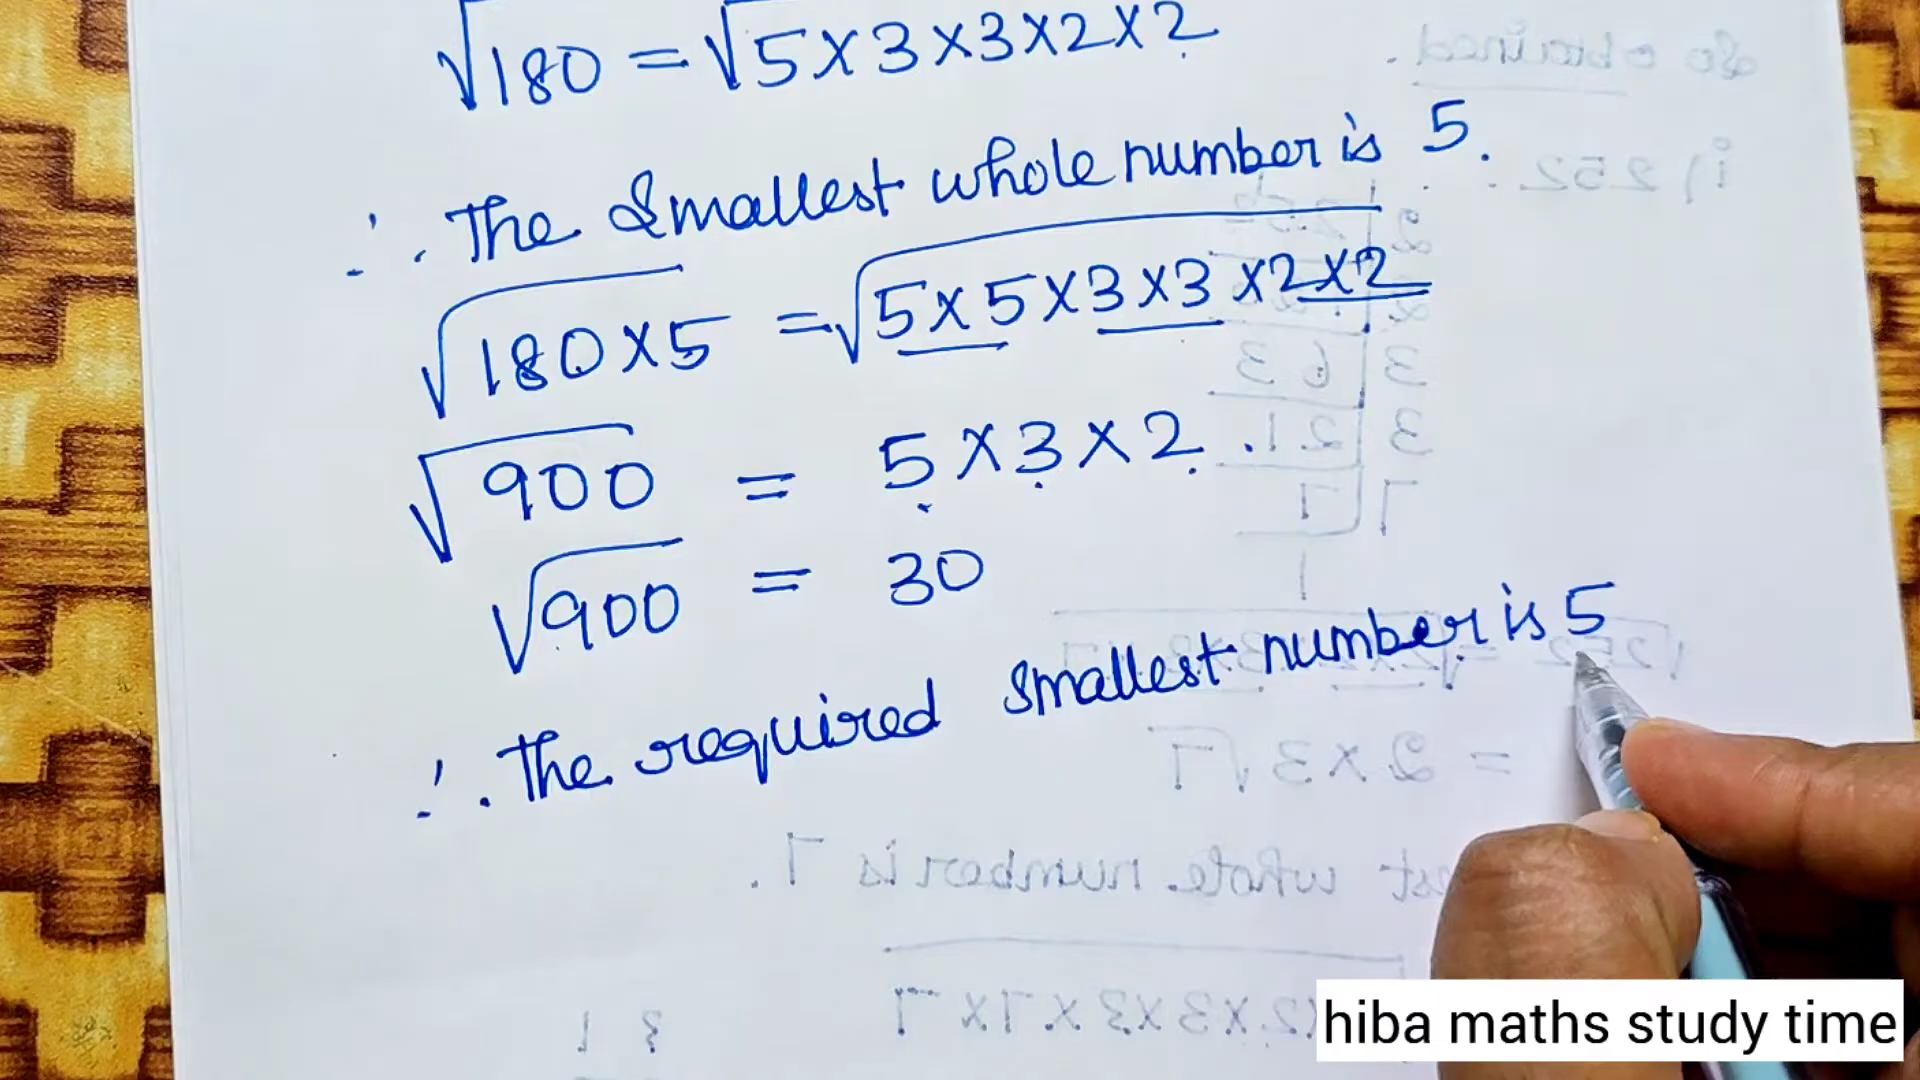 √180 = √5×3×3×2×2
∴ The Smallest whole number is 5.
√180×5 = √5×5×3×3×2×2
√900 = 5×3×2.
√900 = 30
∴ The required smallest number is 5
hiba maths study time